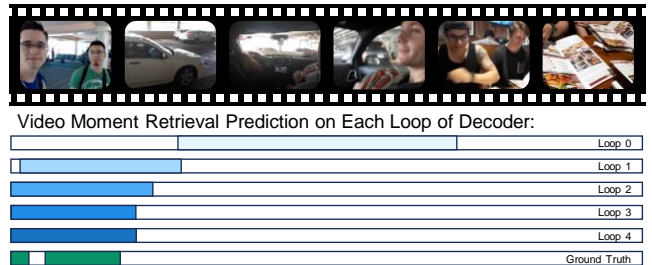 Video Moment Retrieval Prediction on Each Loop of Decoder:
Loop 0
Loop 1
Loop 2
Loop 3
Loop 4
Ground Truth